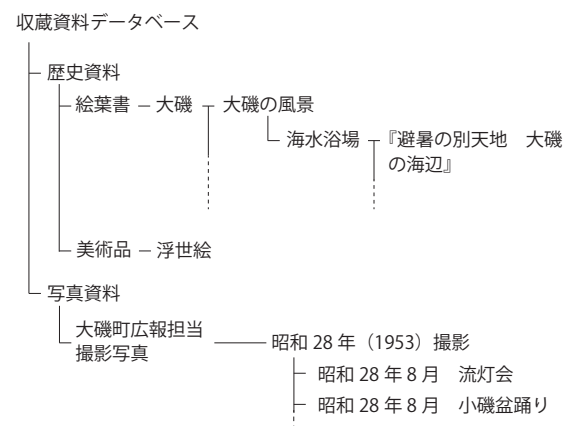 収蔵資料データベース
歴史資料
絵葉書 大磯 大磯の風景
海水浴場 『避暑の別天地　大磯
の海辺』
美術品 浮世絵
写真資料
大磯町広報担当
撮影写真 昭和 28 年（1953）撮影
昭和 28 年 8 月　流灯会
昭和 28 年 8 月　小磯盆踊り